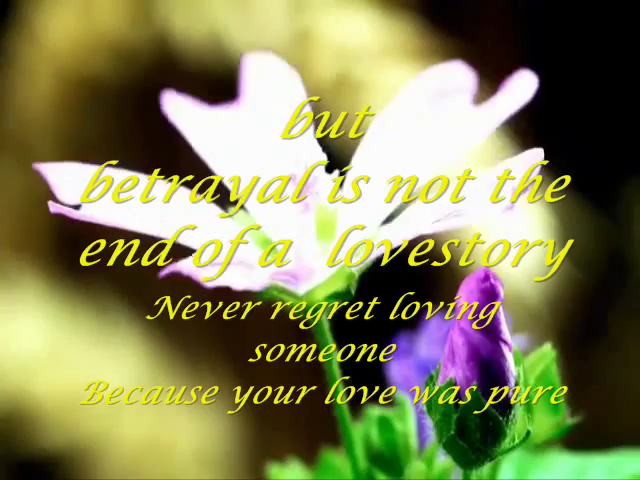 but
betrayal is not the
end of a lovestory
Never regret loving
someone
Because your love was pure